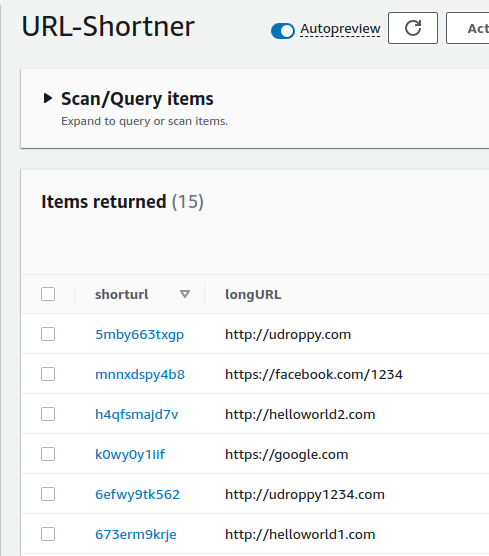 URL-Shortner
Autopreview
Act
Scan/Query items
Expand to query or scan items.
Items returned (15)
shorturl longURL
5mby663txgp http://udroppy.com
mnnxdspy4b8 https://facebook.com/1234
h4qfsmajd7v http://helloworld2.com
k0wy0y1iif https://google.com
6efwy9tk562 http://udroppy1234.com
673erm9krje http://helloworld1.com